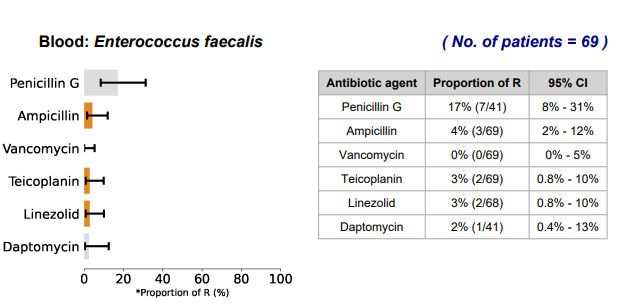 Blood: Enterococcus faecalis
( No. of patients = 69 )
Penicillin G
Ampicillin
Vancomycin
Teicoplanin
Linezolid
Daptomycin
0 20 40 60 80 100
*Proportion of R (%)
Antibiotic agent Proportion of R 95% CI
Penicillin G 17% (7/41) 8% - 31%
Ampicillin 4% (3/69) 2% - 12%
Vancomycin 0% (0/69) 0% - 5%
Teicoplanin 3% (2/69) 0.8% - 10%
Linezolid 3% (2/68) 0.8% - 10%
Daptomycin 2% (1/41) 0.4% - 13%